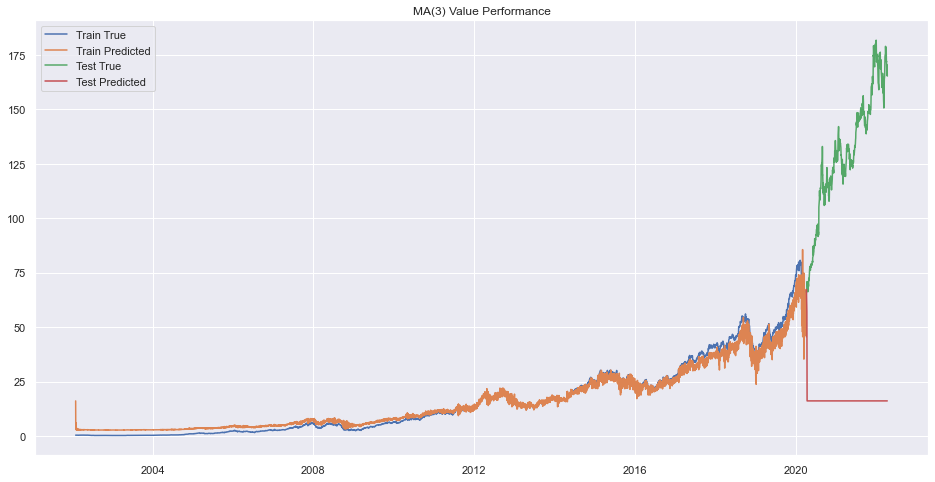 MA(3) Value Performance
Train True
Train Predicted
Test True
Test Predicted
175
150
125
100
75
50
25
0
2004 2008 2012 2016 2020